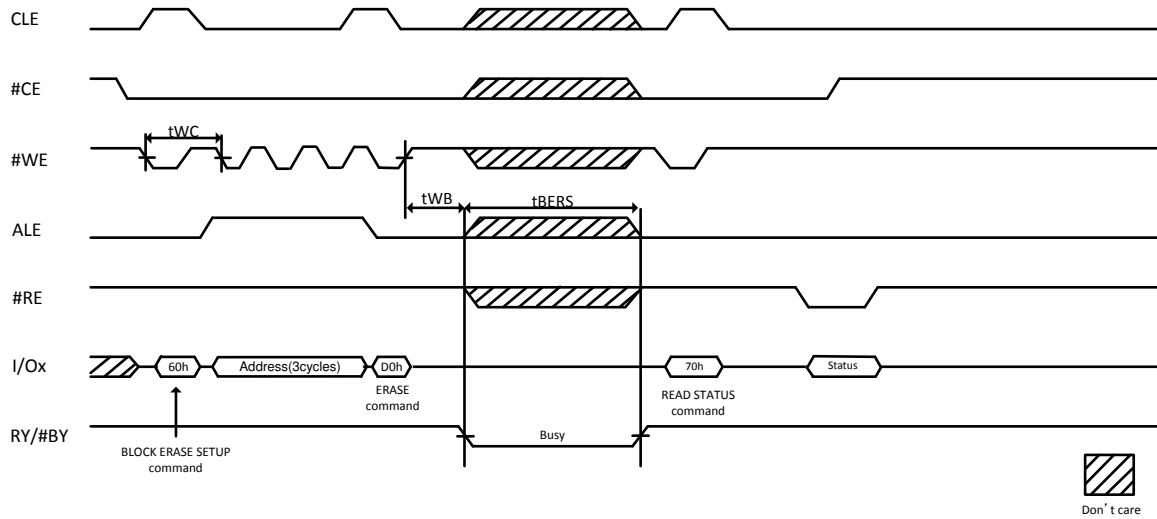 CLE
#CE
tWC
#WE
tWB
tBERS
ALE
#RE
I/Ox
60h
Address(3cycles)
D0h
70h
Status
ERASE
command
READ STATUS
command
RY/#BY
Busy
BLOCK ERASE SETUP
command
Don’t care